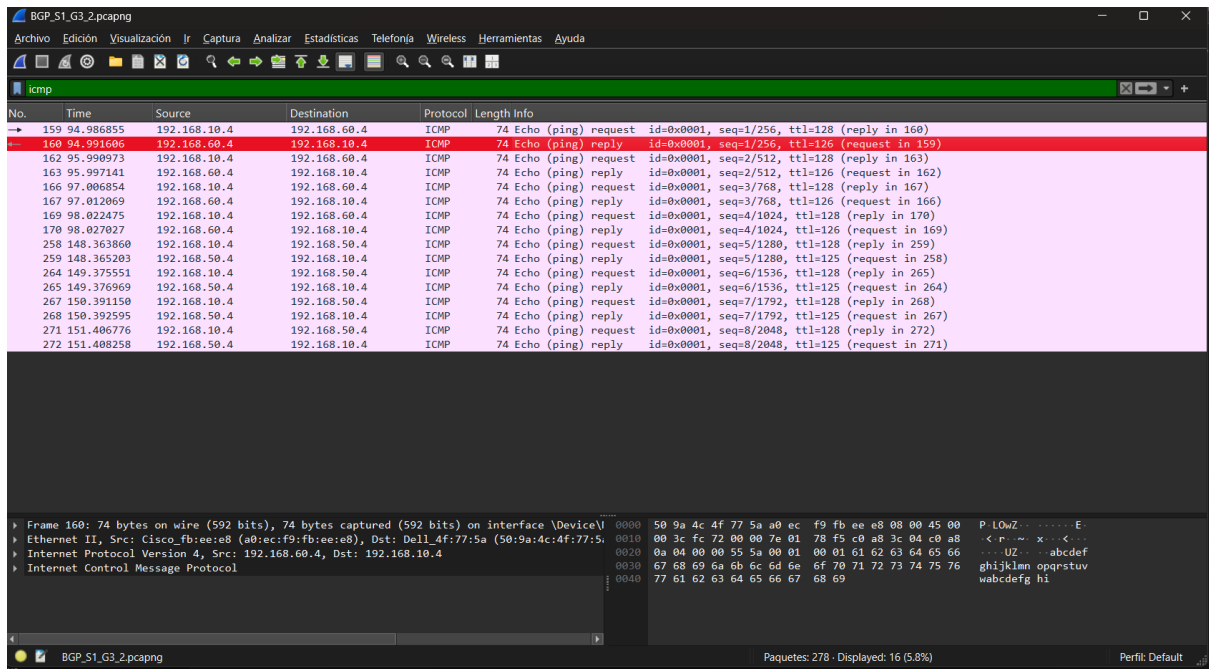 BGP_S1_G3_2.pcapng
Archivo Edición Visualización Ir Captura Analizar Estadísticas Telefonía Wireless Herramientas Ayuda
icmp
No. Time Source Destination Protocol Length Info
159 94.986855 192.168.10.4 192.168.60.4 ICMP 74 Echo (ping) request id=0x0001, seq=1/256, ttl=128 (reply in 160)
160 94.991606 192.168.60.4 192.168.10.4 ICMP 74 Echo (ping) reply id=0x0001, seq=1/256, ttl=126 (request in 159)
162 95.990973 192.168.10.4 192.168.60.4 ICMP 74 Echo (ping) request id=0x0001, seq=2/512, ttl=128 (reply in 163)
163 95.997141 192.168.60.4 192.168.10.4 ICMP 74 Echo (ping) reply id=0x0001, seq=2/512, ttl=126 (request in 162)
166 97.006854 192.168.10.4 192.168.60.4 ICMP 74 Echo (ping) request id=0x0001, seq=3/768, ttl=128 (reply in 167)
167 97.012069 192.168.60.4 192.168.10.4 ICMP 74 Echo (ping) reply id=0x0001, seq=3/768, ttl=126 (request in 166)
169 98.022475 192.168.10.4 192.168.60.4 ICMP 74 Echo (ping) request id=0x0001, seq=4/1024, ttl=128 (reply in 170)
170 98.027027 192.168.60.4 192.168.10.4 ICMP 74 Echo (ping) reply id=0x0001, seq=4/1024, ttl=126 (request in 169)
258 148.363860 192.168.10.4 192.168.50.4 ICMP 74 Echo (ping) request id=0x0001, seq=5/1280, ttl=128 (reply in 259)
259 148.365203 192.168.50.4 192.168.10.4 ICMP 74 Echo (ping) reply id=0x0001, seq=5/1280, ttl=125 (request in 258)
264 149.375551 192.168.10.4 192.168.50.4 ICMP 74 Echo (ping) request id=0x0001, seq=6/1536, ttl=128 (reply in 265)
265 149.376969 192.168.50.4 192.168.10.4 ICMP 74 Echo (ping) reply id=0x0001, seq=6/1536, ttl=125 (request in 264)
267 150.391150 192.168.10.4 192.168.50.4 ICMP 74 Echo (ping) request id=0x0001, seq=7/1792, ttl=128 (reply in 268)
268 150.392595 192.168.50.4 192.168.10.4 ICMP 74 Echo (ping) reply id=0x0001, seq=7/1792, ttl=125 (request in 267)
271 151.406776 192.168.10.4 192.168.50.4 ICMP 74 Echo (ping) request id=0x0001, seq=8/2048, ttl=128 (reply in 272)
272 151.408258 192.168.50.4 192.168.10.4 ICMP 74 Echo (ping) reply id=0x0001, seq=8/2048, ttl=125 (request in 271)
Frame 160: 74 bytes on wire (592 bits), 74 bytes captured (592 bits) on interface \Device\
Ethernet II, Src: Cisco_fb:ee:e8 (a0:ec:f9:fb:ee:e8), Dst: Dell_4f:77:5a (50:9a:4c:4f:77:5a
Internet Protocol Version 4, Src: 192.168.60.4, Dst: 192.168.10.4
Internet Control Message Protocol
0000 50 9a 4c 4f 77 5a a0 ec f9 fb ee e8 08 00 45 00 P·LOwZ·· ······E·
0010 00 3c fc 72 00 00 7e 01 78 f5 c0 a8 3c 04 c0 a8 ·<·r··~· x···<···
0020 0a 04 00 00 55 5a 00 01 00 01 61 62 63 64 65 66 ····UZ·· ··abcdef
0030 67 68 69 6a 6b 6c 6d 6e 6f 70 71 72 73 74 75 76 ghijklmn opqrstuv
0040 77 61 62 63 64 65 66 67 68 69 wabcdefg hi
BGP_S1_G3_2.pcapng Paquetes: 278 · Displayed: 16 (5.8%) Perfil: Default